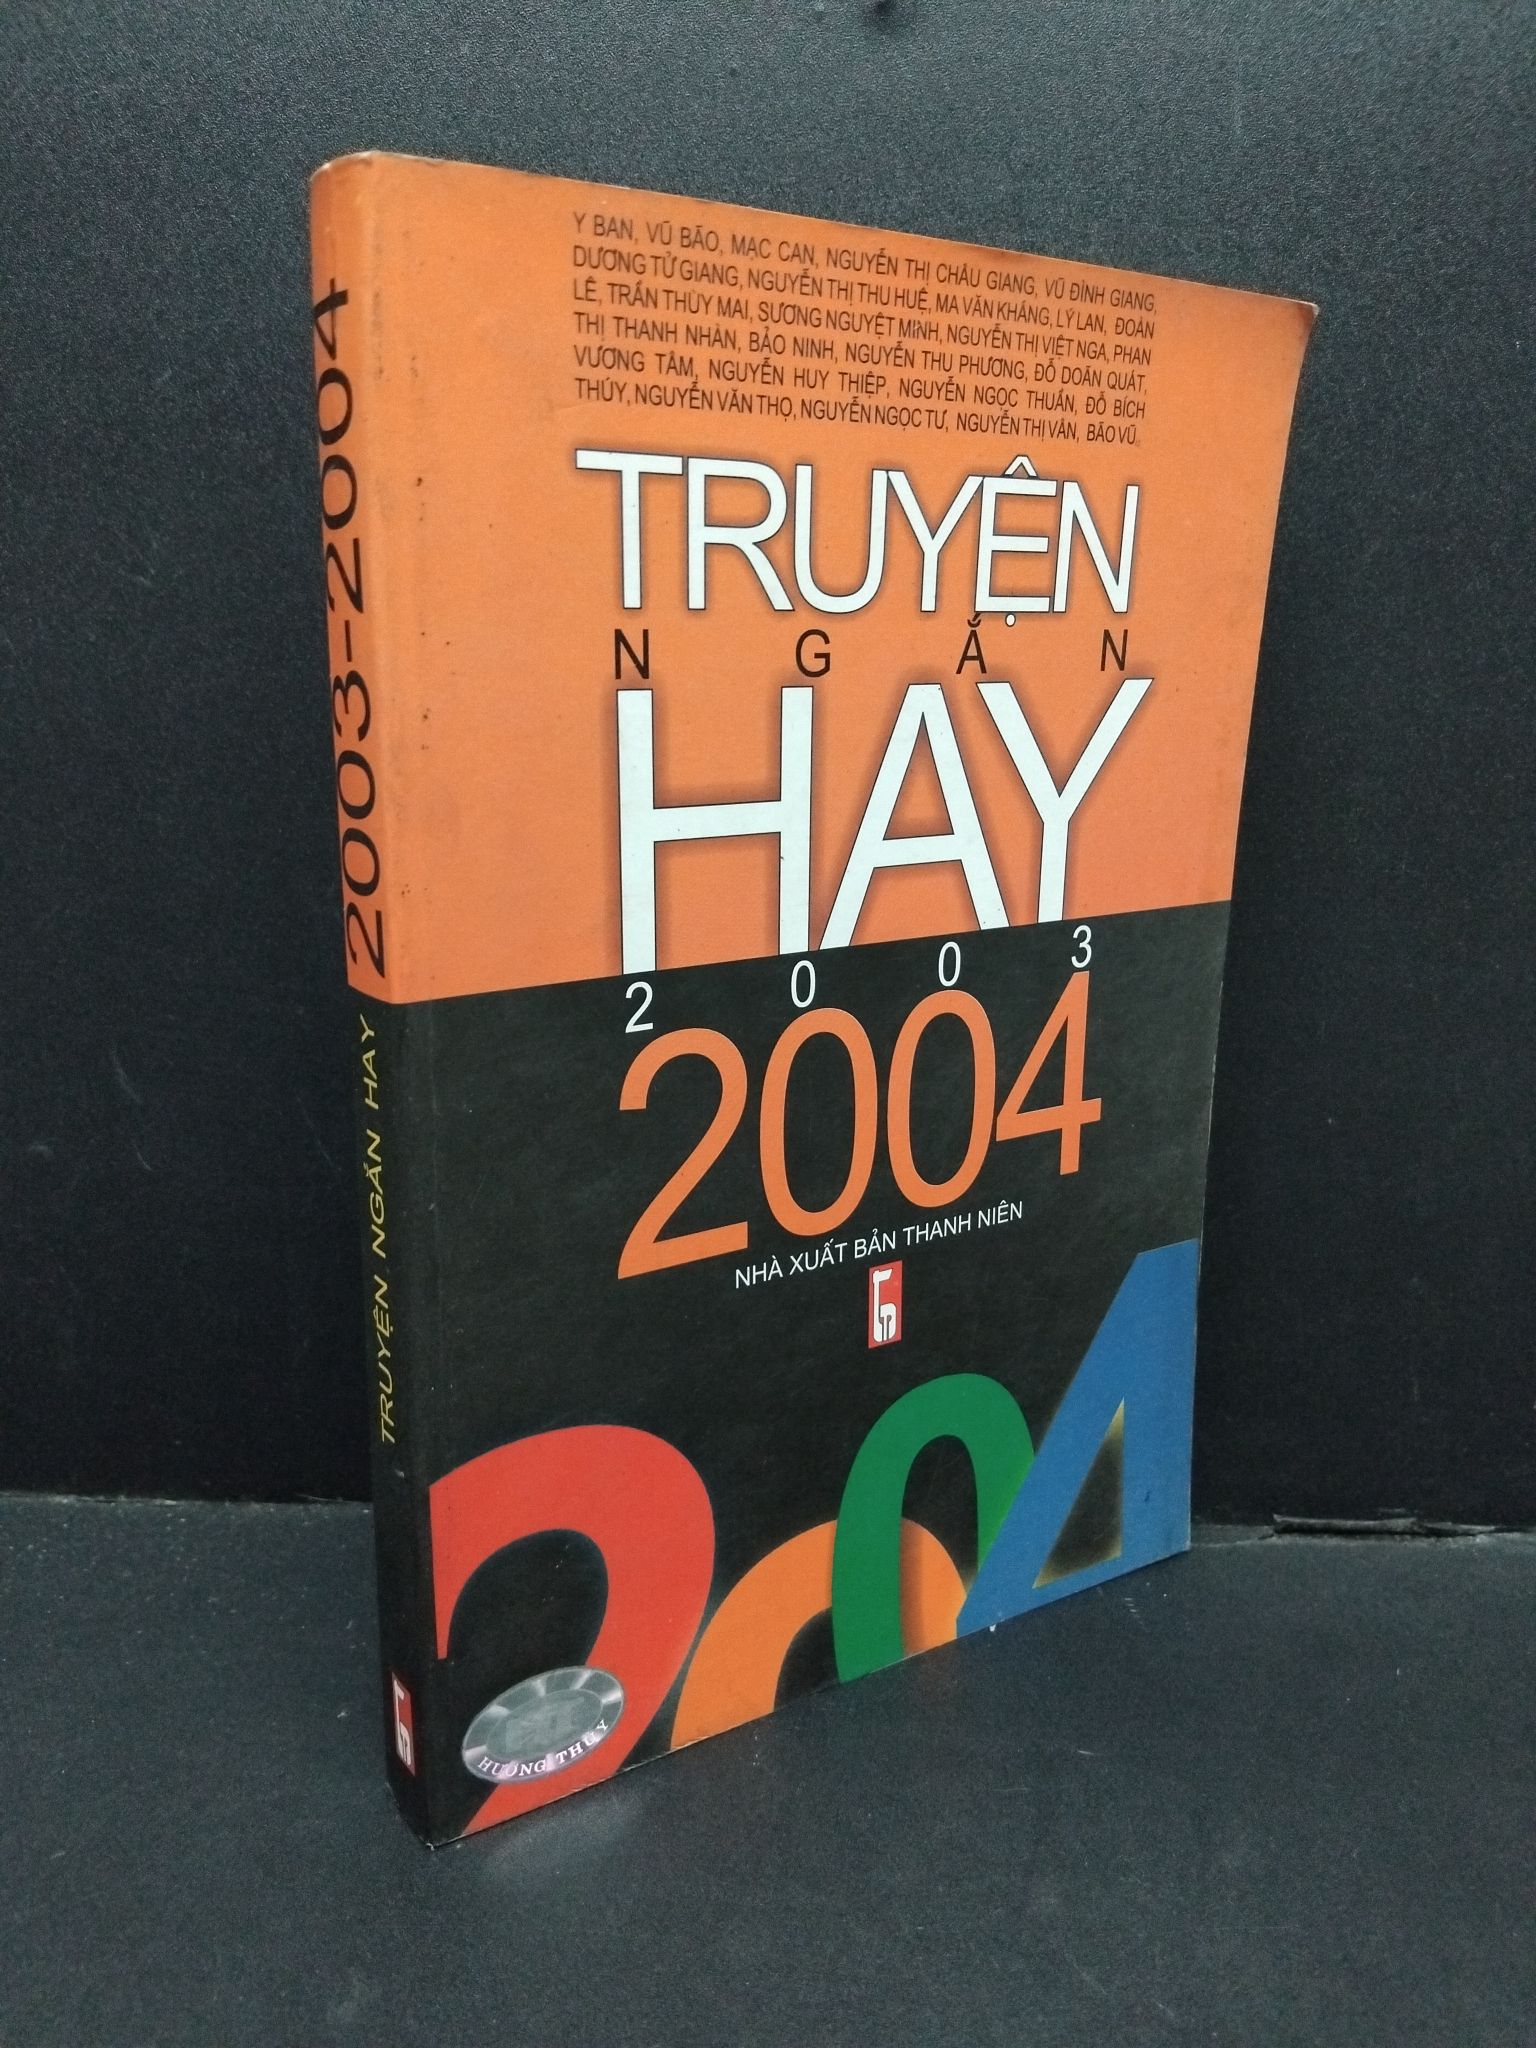 Y BAN, VŨ BÃO, MẠC CAN, NGUYỄN THỊ CHÂU GIANG, VŨ ĐÌNH GIANG,
DƯƠNG TỬ GIANG, NGUYỄN THỊ THU HUỆ, MA VĂN KHÁNG, LÝ LAN, ĐOÀN
LÊ, TRẦN THÙY MAI, SƯƠNG NGUYỆT MINH, NGUYỄN THỊ VIỆT NGA, PHAN
THỊ THANH NHÀN, BẢO NINH, NGUYỄN THU PHƯƠNG, ĐỖ DOÃN QUÁT,
VƯƠNG TÂM, NGUYỄN HUY THIỆP, NGUYỄN NGỌC THUẦN, ĐỖ BÍCH
THÚY, NGUYỄN VĂN THỌ, NGUYỄN NGỌC TƯ, NGUYỄN THỊ VÂN, BÃO VŨ
TRUYỆN
NGẮN
HAY
2003
2004
NHÀ XUẤT BẢN THANH NIÊN
2004
HƯƠNG THỦY
TRUYỆN NGẮN HAY 2003-2004